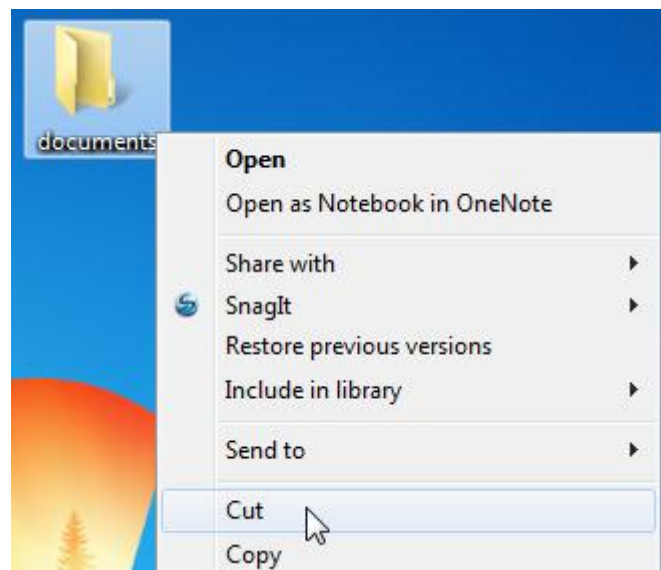 documents
Open
Open as Notebook in OneNote
Share with
SnagIt
Restore previous versions
Include in library
Send to
Cut
Copy